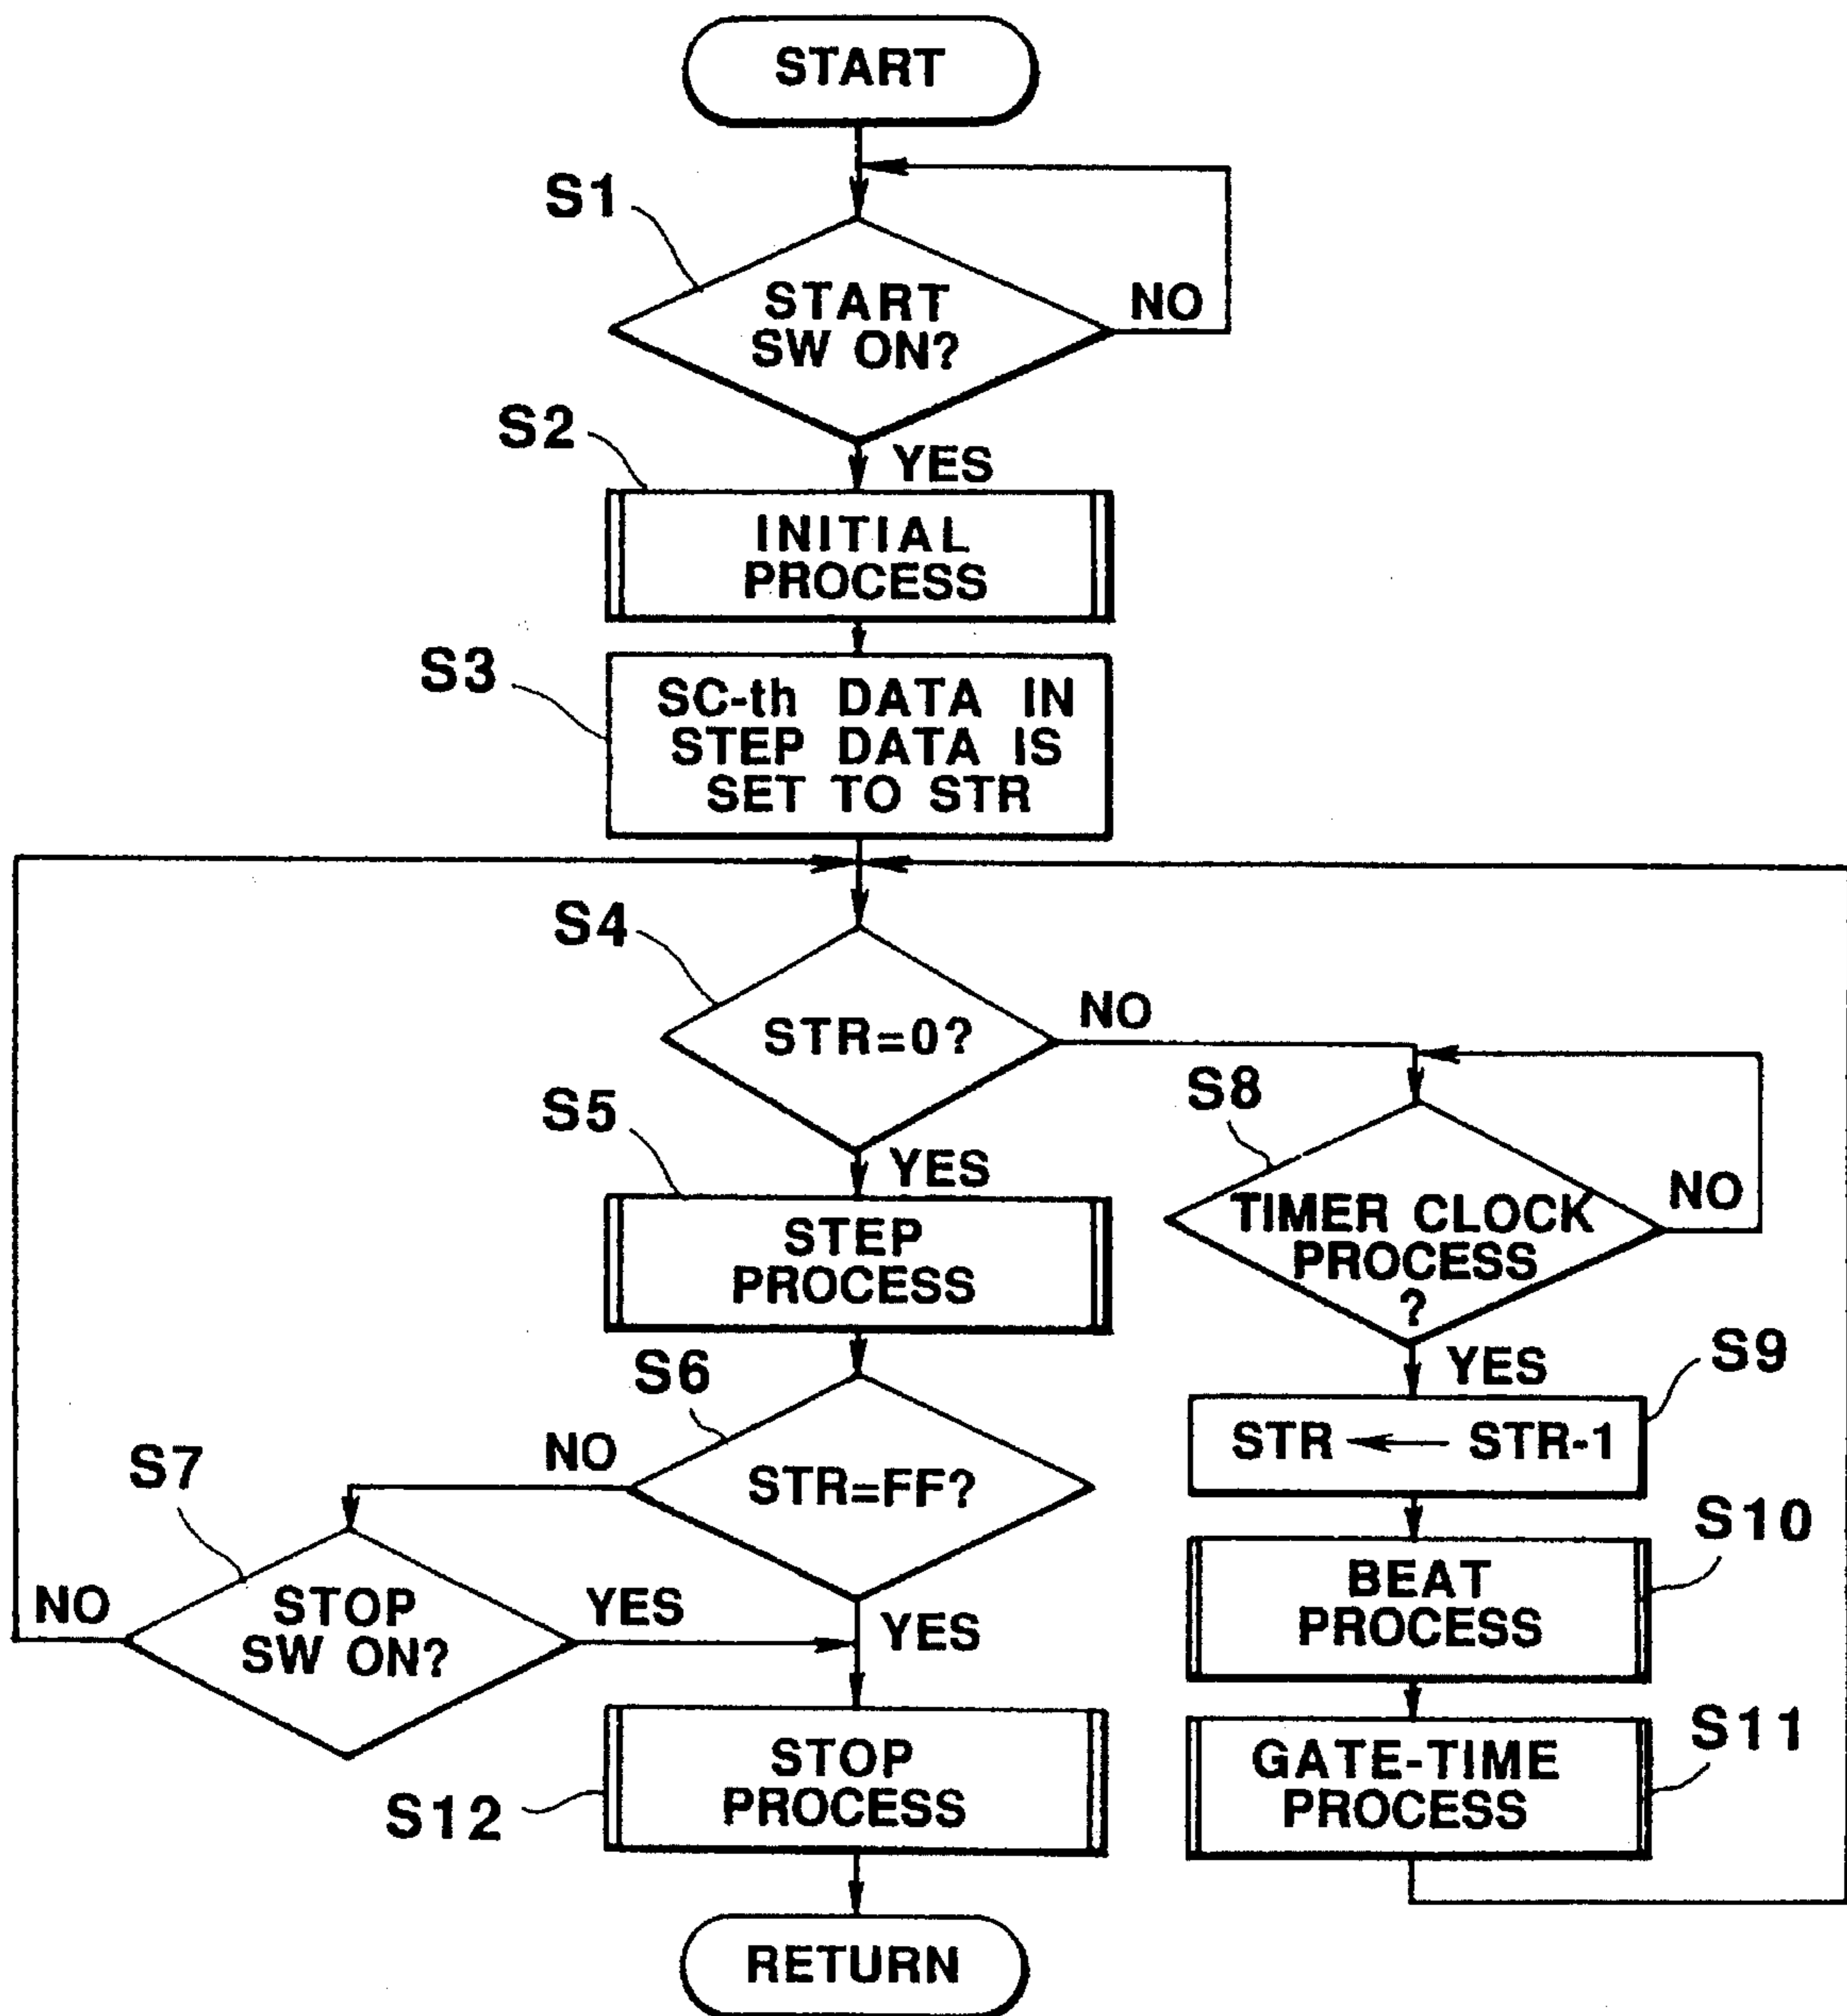 START
S1
START
SW ON?
NO
S2
YES
INITIAL
PROCESS
S3
SC-th DATA IN
STEP DATA IS
SET TO STR
S4
STR=0?
NO
S5
YES
STEP
PROCESS
S8
TIMER CLOCK
PROCESS
?
NO
YES
S9
STR ← STR-1
S6
STR=FF?
NO
YES
S7
STOP
SW ON?
NO
YES
S10
BEAT
PROCESS
S11
GATE-TIME
PROCESS
S12
STOP
PROCESS
RETURN